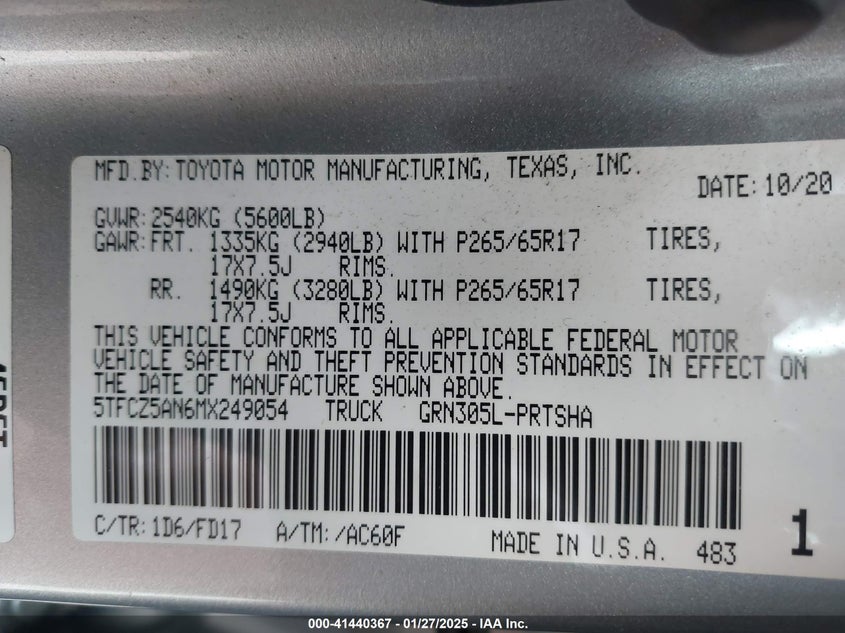 MFD.BY:TOYOTA MOTOR MANUFACTURING, TEXAS, INC.
DATE:10/20
GVWR:2540KG (5600LB)
GAWR:FRT. 1335KG (2940LB) WITH P265/65R17 TIRES,
17X7.5J RIMS.
RR. 1490KG (3280LB) WITH P265/65R17 TIRES,
17X7.5J RIMS.
THIS VEHICLE CONFORMS TO ALL APPLICABLE FEDERAL MOTOR
VEHICLE SAFETY AND THEFT PREVENTION STANDARDS IN EFFECT ON
THE DATE OF MANUFACTURE SHOWN ABOVE.
5TFCZ5AN6MX249054 TRUCK GRN305L-PRTSHA
C/TR:1D6/FD17 A/TM:/AC60F MADE IN U.S.A. 483 1
000-41440367 - 01/27/2025 - IAA Inc.